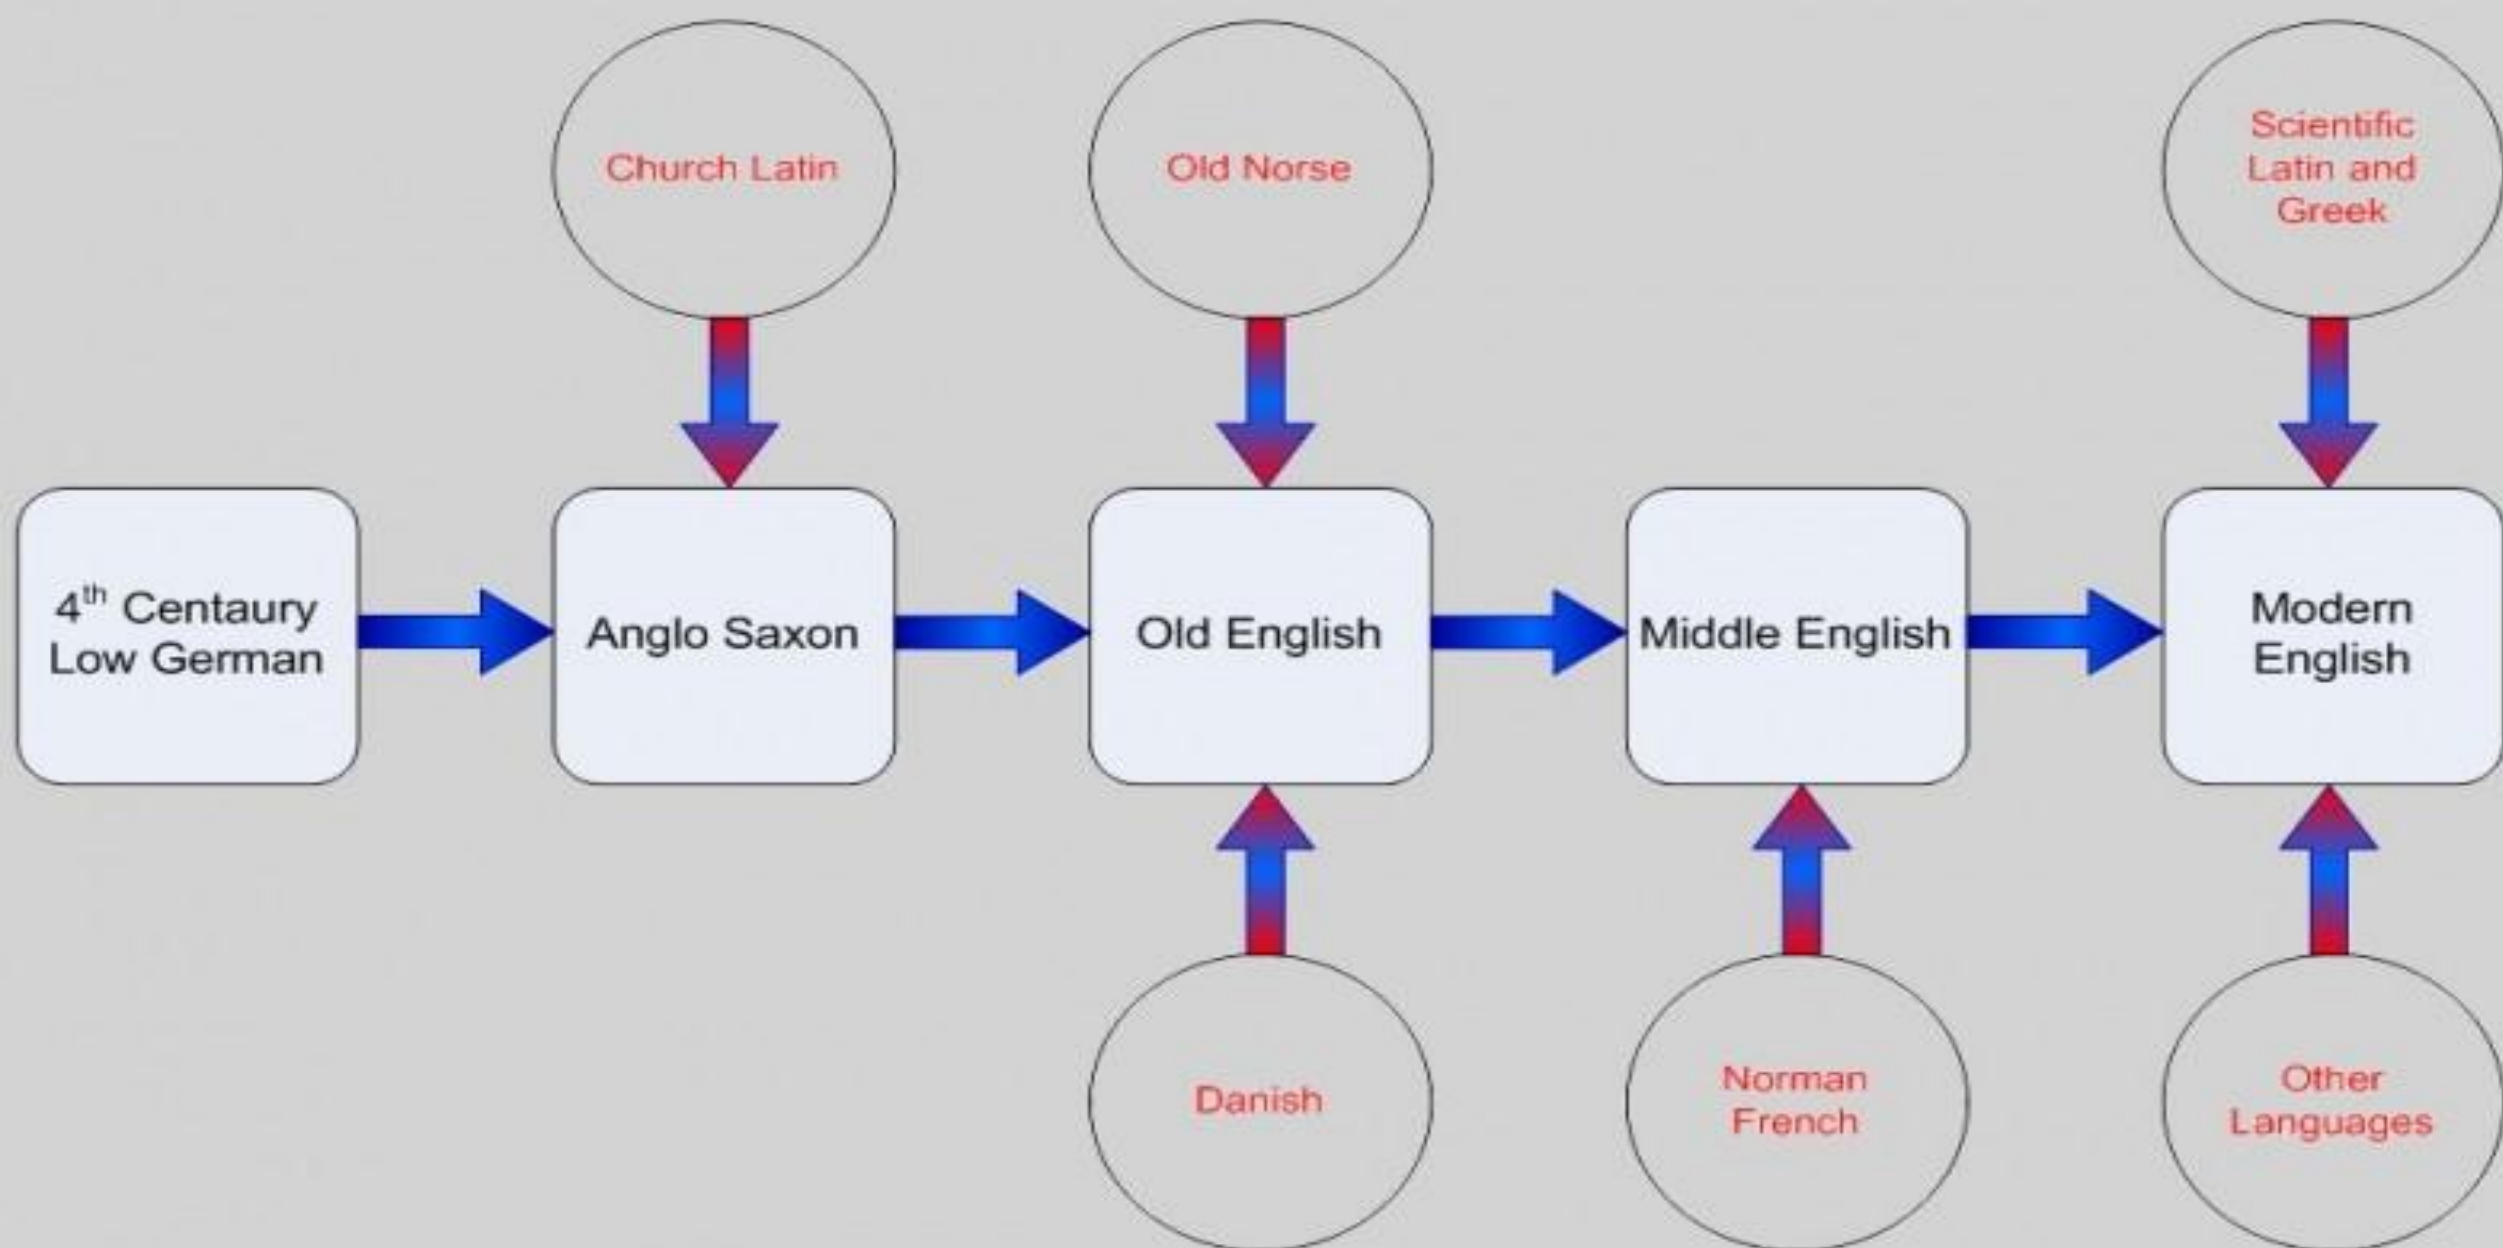 Church Latin
Old Norse
Scientific
Latin and
Greek
4th Centaury
Low German
Anglo Saxon
Old English
Middle English
Modern
English
Danish
Norman
French
Other
Languages